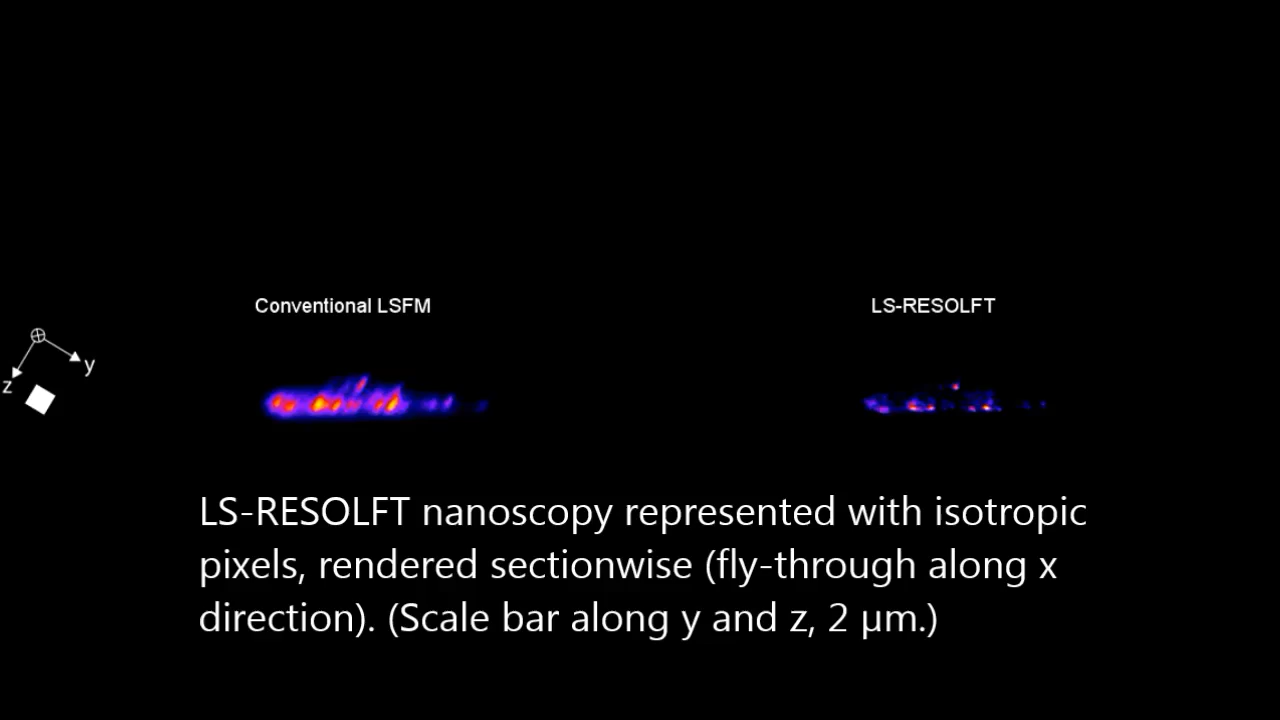 Conventional LSFM
LS-RESOLFT
y
z
LS-RESOLFT nanoscopy represented with isotropic
pixels, rendered sectionwise (fly-through along x
direction). (Scale bar along y and z, 2 µm.)